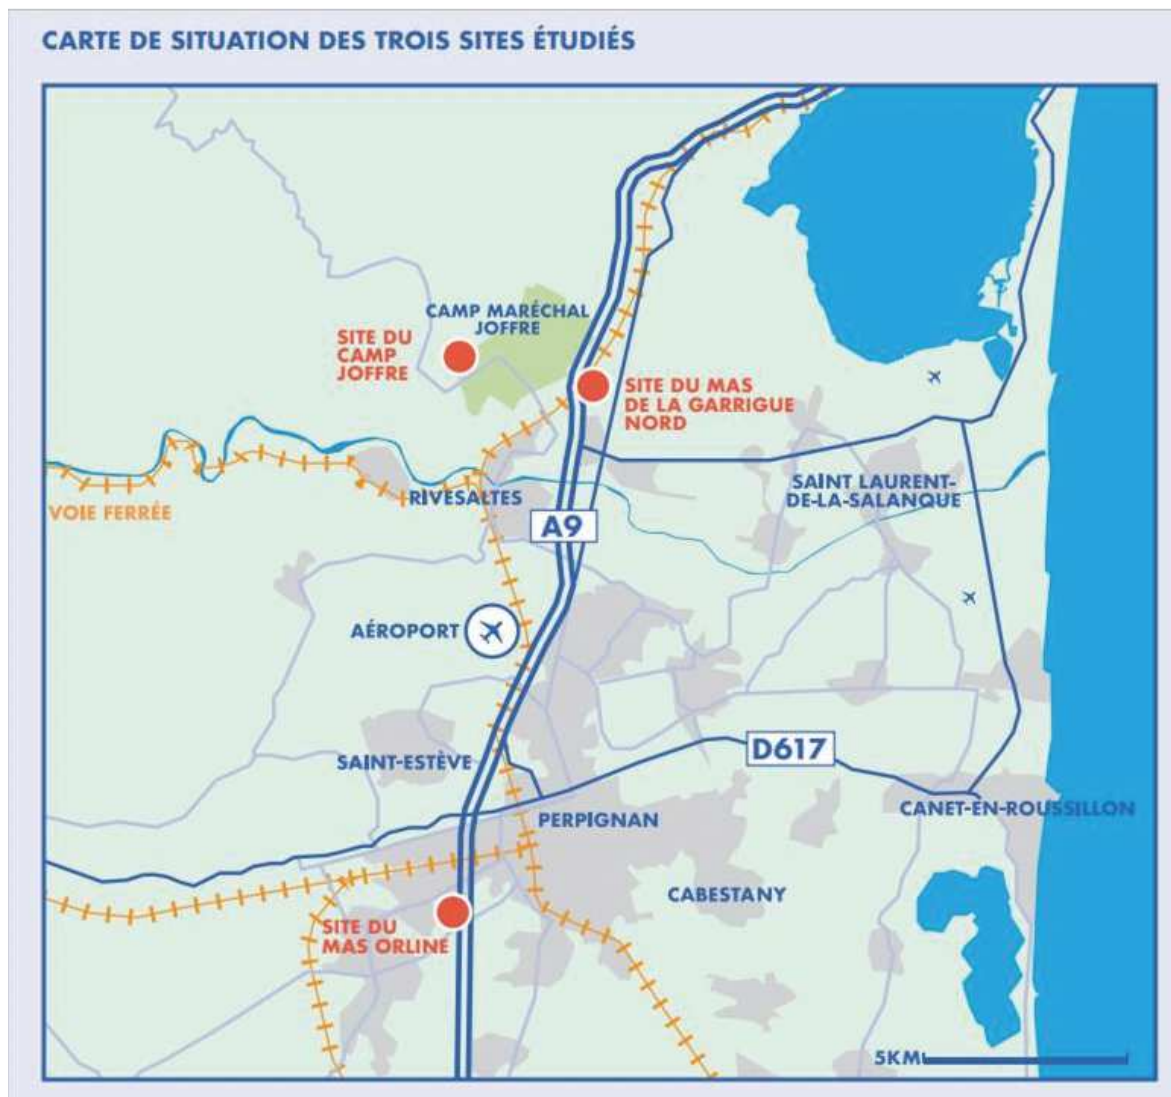 CARTE DE SITUATION DES TROIS SITES ÉTUDIÉS
CAMP MARÉCHAL
JOFFRE
SITE DU
CAMP
JOFFRE
SITE DU MAS
DE LA GARRIGUE
NORD
SAINT LAURENT-
DE-LA-SALANQUE
RIVESALTES
VOIE FERRÉE
A9
AÉROPORT
SAINT-ESTÈVE
D617
CANET-EN-ROUSSILLON
PERPIGNAN
CABESTANY
SITE DU
MAS ORLINE
5KM